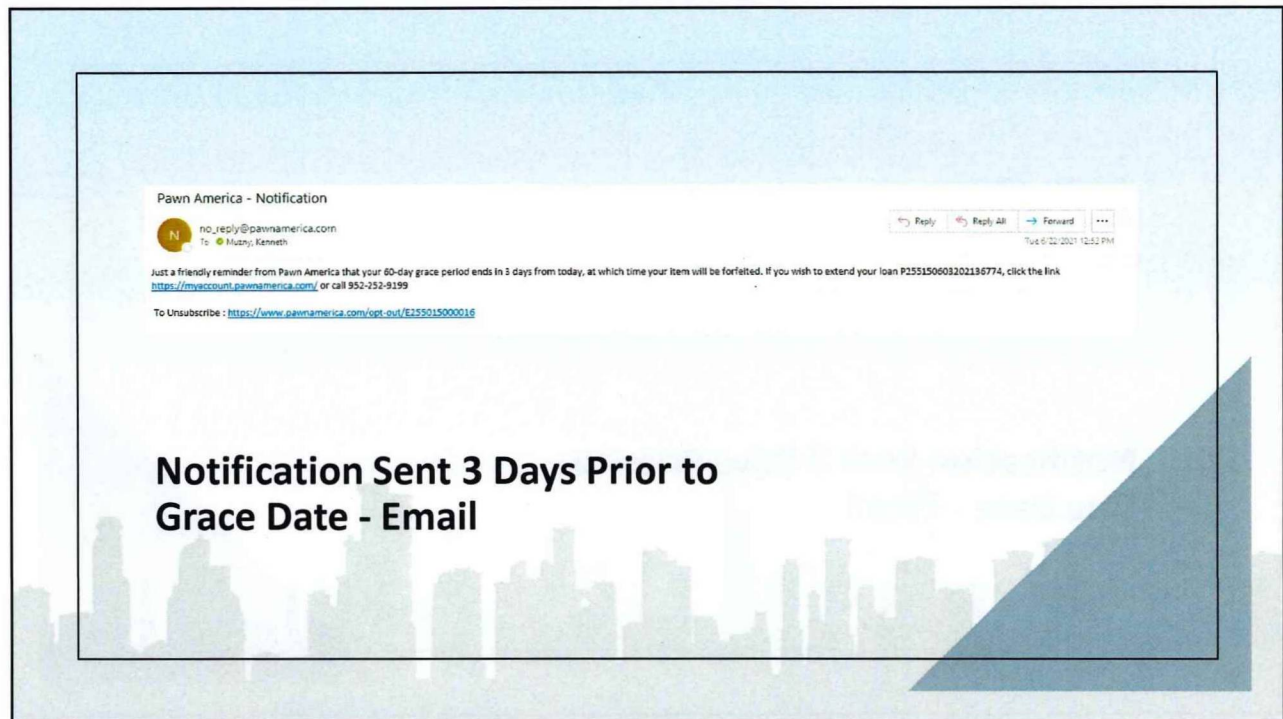 Pawn America - Notification
N
no_reply@pawnamerica.com
To Muzny, Kenneth
Reply Reply All Forward ...
Tue 6/22/2021 12:52 PM
Just a friendly reminder from Pawn America that your 60-day grace period ends in 3 days from today, at which time your item will be forfeited. If you wish to extend your loan P255150603202136774, click the link
https://myaccount.pawnamerica.com/ or call 952-252-9199
To Unsubscribe : https://www.pawnamerica.com/opt-out/E255015000016
Notification Sent 3 Days Prior to
Grace Date - Email